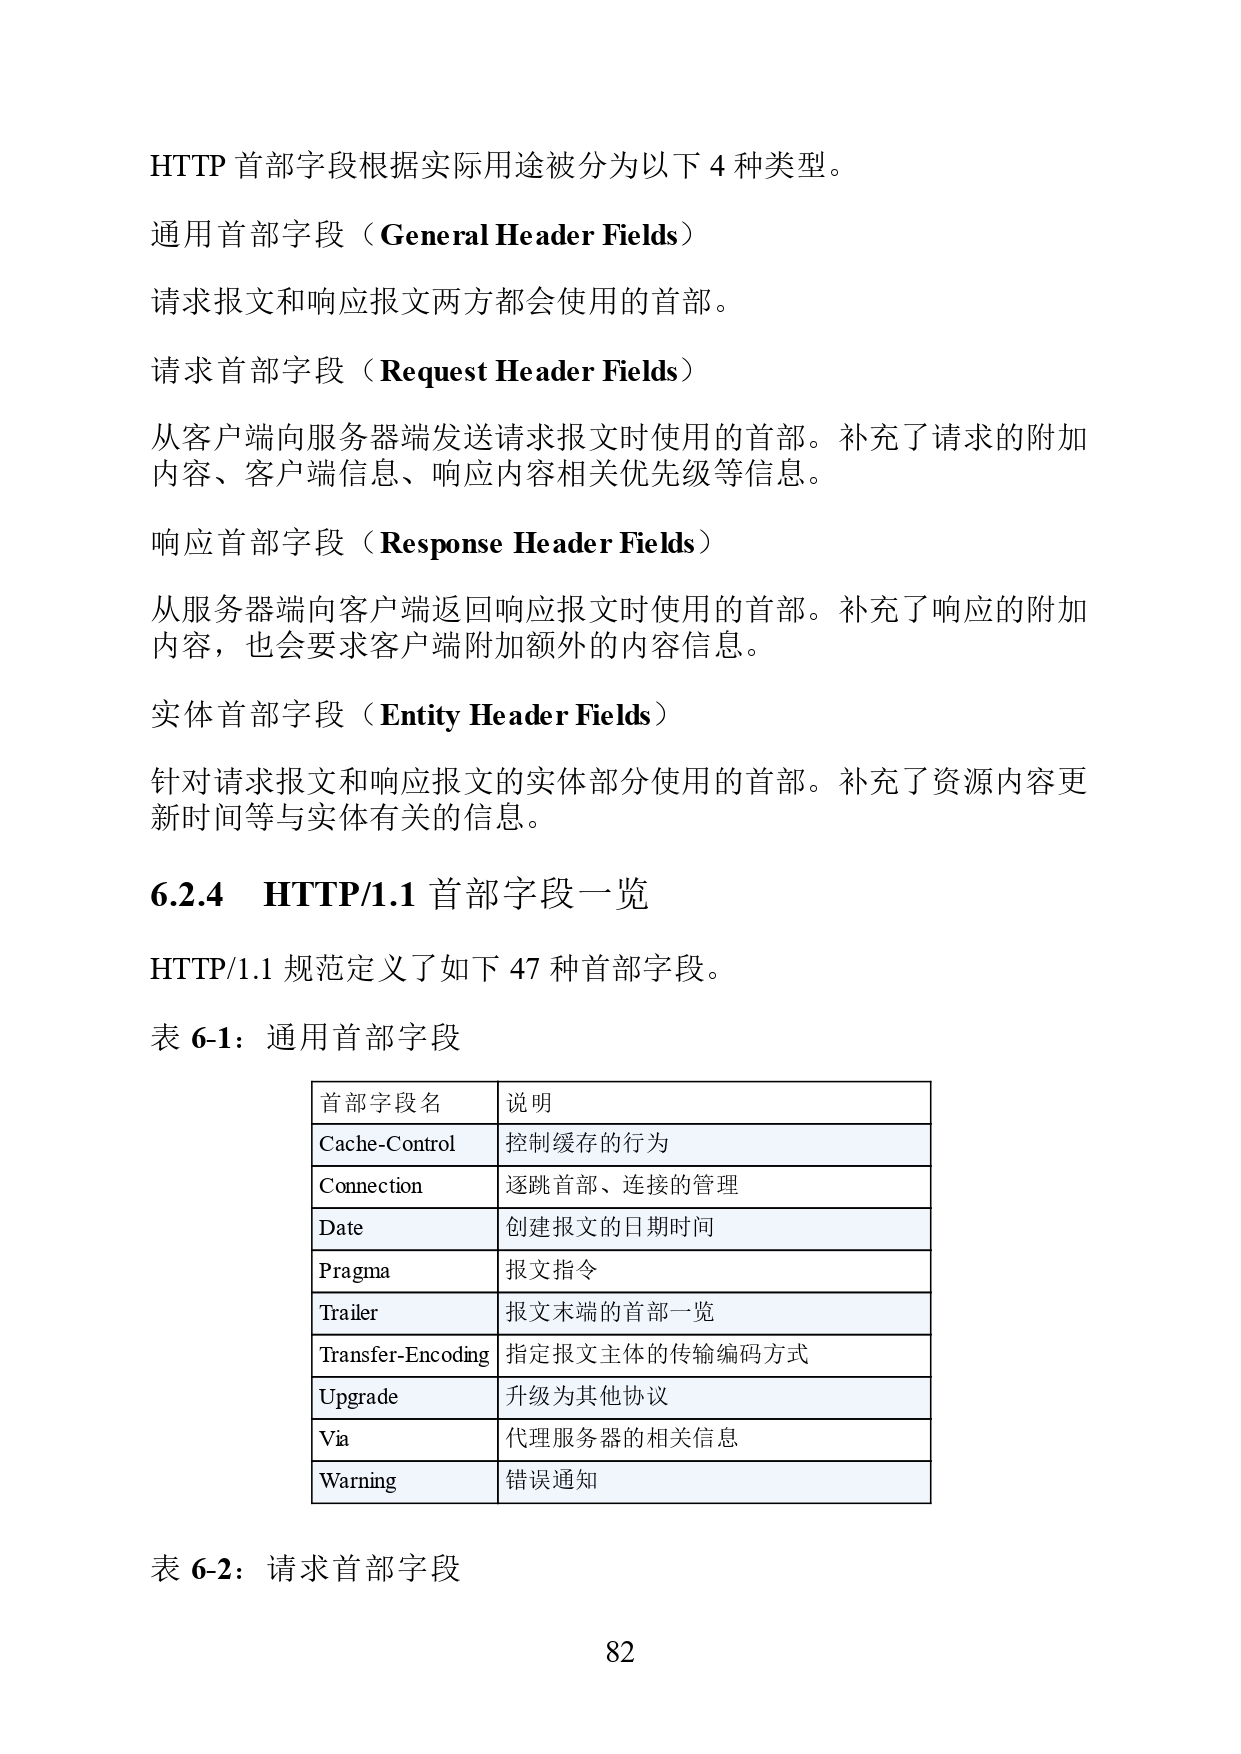 HTTP 首部字段根据实际用途被分为以下 4 种类型。
通用首部字段（General Header Fields）
请求报文和响应报文两方都会使用的首部。
请求首部字段（Request Header Fields）
从客户端向服务器端发送请求报文时使用的首部。补充了请求的附加
内容、客户端信息、响应内容相关优先级等信息。
响应首部字段（Response Header Fields）
从服务器端向客户端返回响应报文时使用的首部。补充了响应的附加
内容，也会要求客户端附加额外的内容信息。
实体首部字段（Entity Header Fields）
针对请求报文和响应报文的实体部分使用的首部。补充了资源内容更
新时间等与实体有关的信息。
6.2.4 HTTP/1.1 首部字段一览
HTTP/1.1 规范定义了如下 47 种首部字段。
表 6-1：通用首部字段
首部字段名 说明
Cache-Control 控制缓存的行为
Connection 逐跳首部、连接的管理
Date 创建报文的日期时间
Pragma 报文指令
Trailer 报文末端的首部一览
Transfer-Encoding 指定报文主体的传输编码方式
Upgrade 升级为其他协议
Via 代理服务器的相关信息
Warning 错误通知
表 6-2：请求首部字段
82